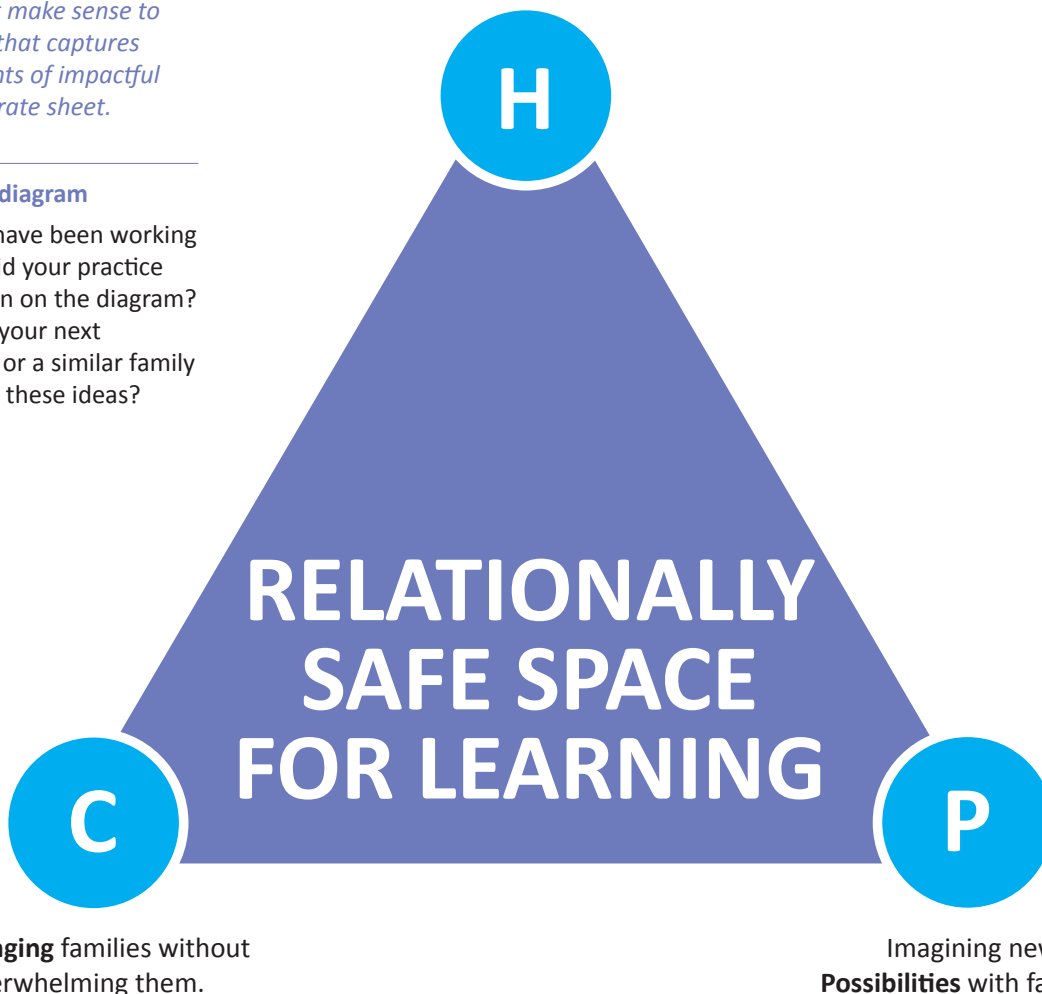 make sense to
that captures
nts of impactful
rate sheet.
diagram
have been working
id your practice
n on the diagram?
your next
or a similar family
these ideas?
H
RELATIONALLY
SAFE SPACE
FOR LEARNING
C
P
nging families without
erwhelming them.
Imagining new
Possibilities with fa